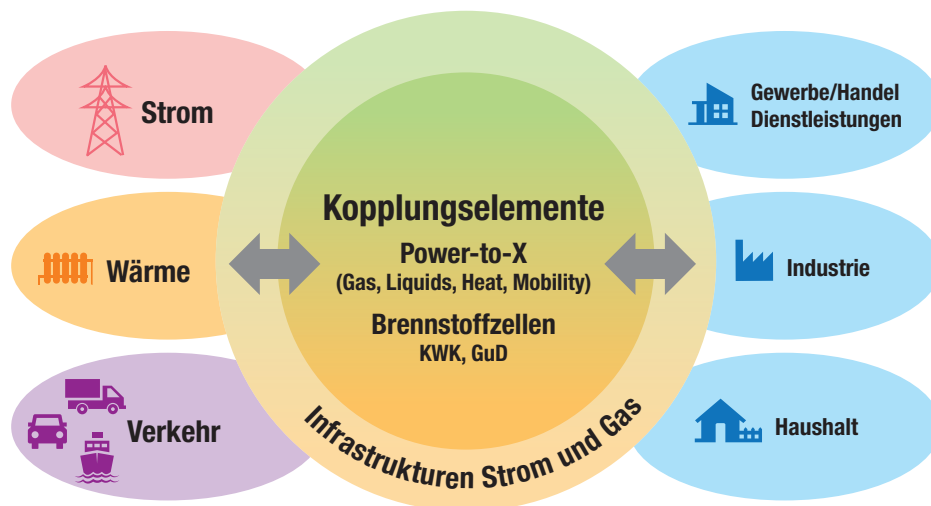 Strom
Wärme
Verkehr
Kopplungselemente
Power-to-X
(Gas, Liquids, Heat, Mobility)
Brennstoffzellen
KWK, GuD
Infrastrukturen Strom und Gas
Gewerbe/Handel
Dienstleistungen
Industrie
Haushalt